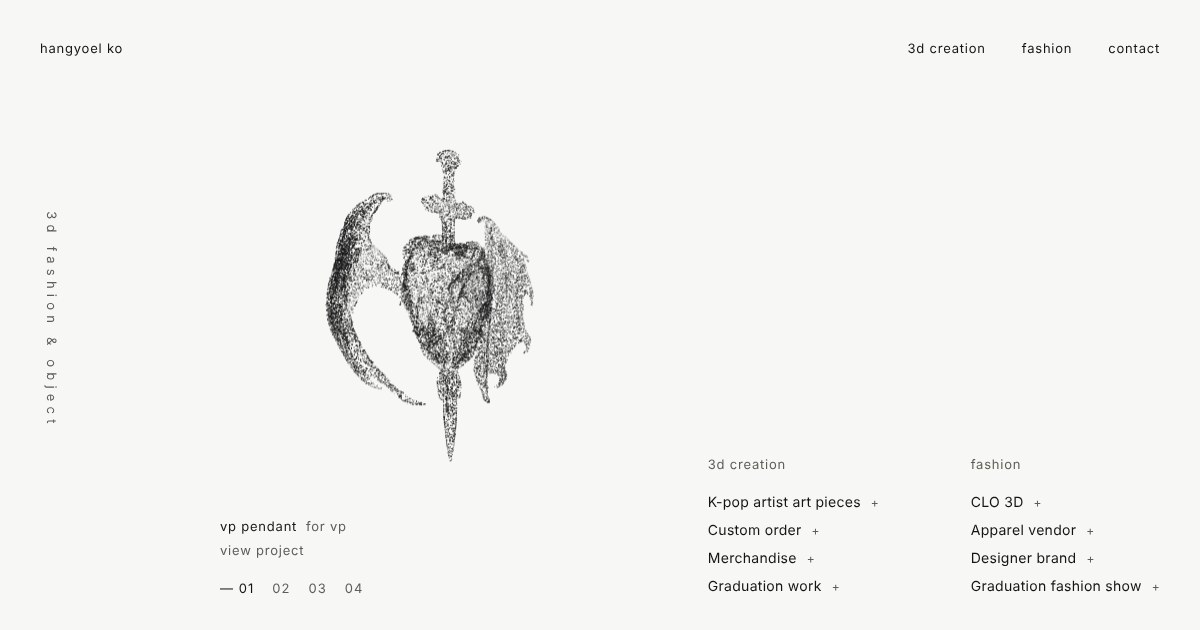 hangyoel ko
3d creation
fashion
contact
3d fashion & object
vp pendant for vp
view project
— 01 02 03 04
3d creation
K-pop artist art pieces +
Custom order +
Merchandise +
Graduation work +
fashion
CLO 3D +
Apparel vendor +
Designer brand +
Graduation fashion show +